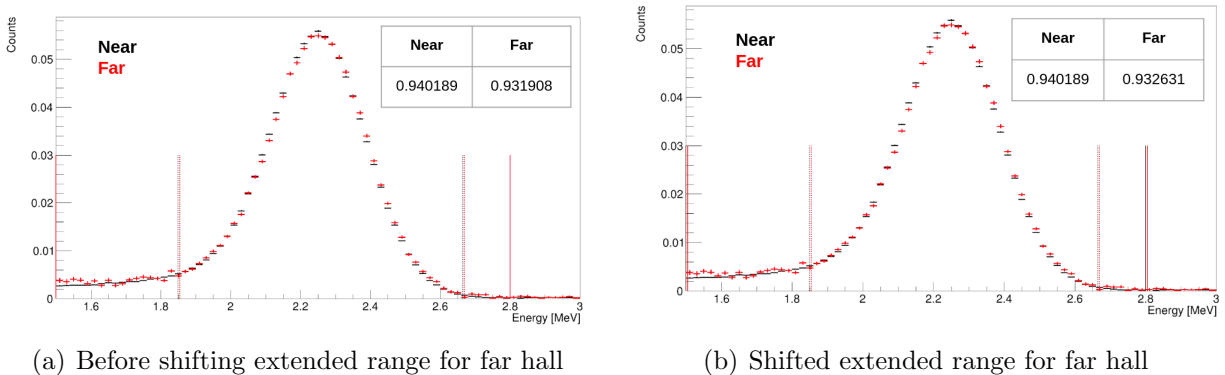 Counts
0.05
0.04
0.03
0.02
0.01
0
Near
Far
Near Far
0.940189 0.931908
1.6 1.8 2 2.2 2.4 2.6 2.8 3
Energy [MeV]
(a) Before shifting extended range for far hall
Counts
0.05
0.04
0.03
0.02
0.01
0
Near
Far
Near Far
0.940189 0.932631
1.6 1.8 2 2.2 2.4 2.6 2.8 3
Energy [MeV]
(b) Shifted extended range for far hall